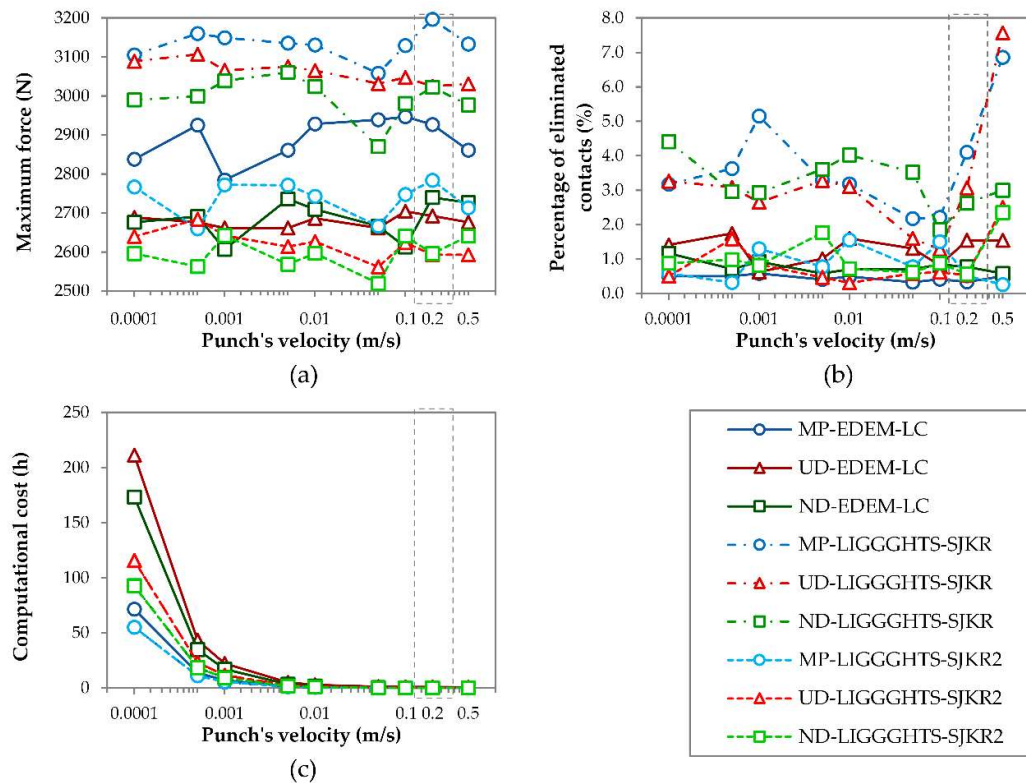 3200
3100
3000
2900
2800
2700
2600
2500
Maximum force (N)
0.0001 0.001 0.01 0.1 0.2 0.5
Punch's velocity (m/s)
(a)
8.0
7.0
6.0
5.0
4.0
3.0
2.0
1.0
0.0
Percentage of eliminated
contacts (%)
0.0001 0.001 0.01 0.1 0.2 0.5
Punch's velocity (m/s)
(b)
250
200
150
100
50
0
Computational cost (h)
0.0001 0.001 0.01 0.1 0.2 0.5
Punch's velocity (m/s)
(c)
MP-EDEM-LC
UD-EDEM-LC
ND-EDEM-LC
MP-LIGGGHTS-SJKR
UD-LIGGGHTS-SJKR
ND-LIGGGHTS-SJKR
MP-LIGGGHTS-SJKR2
UD-LIGGGHTS-SJKR2
ND-LIGGGHTS-SJKR2